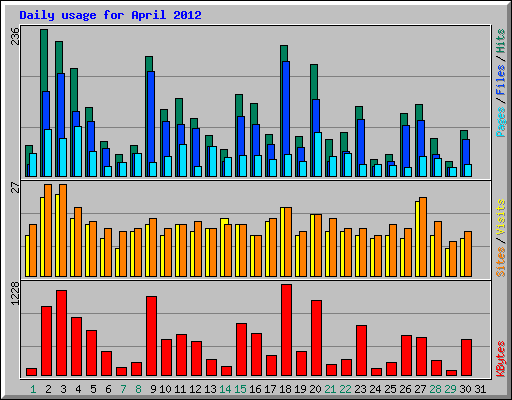 Daily usage for April 2012
236
Pages / Files / Hits
27
Sites / Visits
1228
KBytes
1 2 3 4 5 6 7 8 9 10 11 12 13 14 15 16 17 18 19 20 21 22 23 24 25 26 27 28 29 30 31